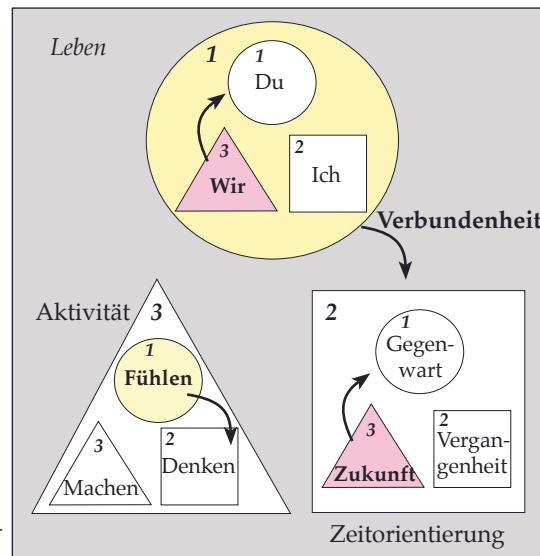 Leben
1
1
Du
3
Wir
2
Ich
Verbundenheit
Aktivität
3
1
Fühlen
3
Machen
2
Denken
2
1
Gegen-
wart
3
Zukunft
2
Vergan-
genheit
Zeitorientierung